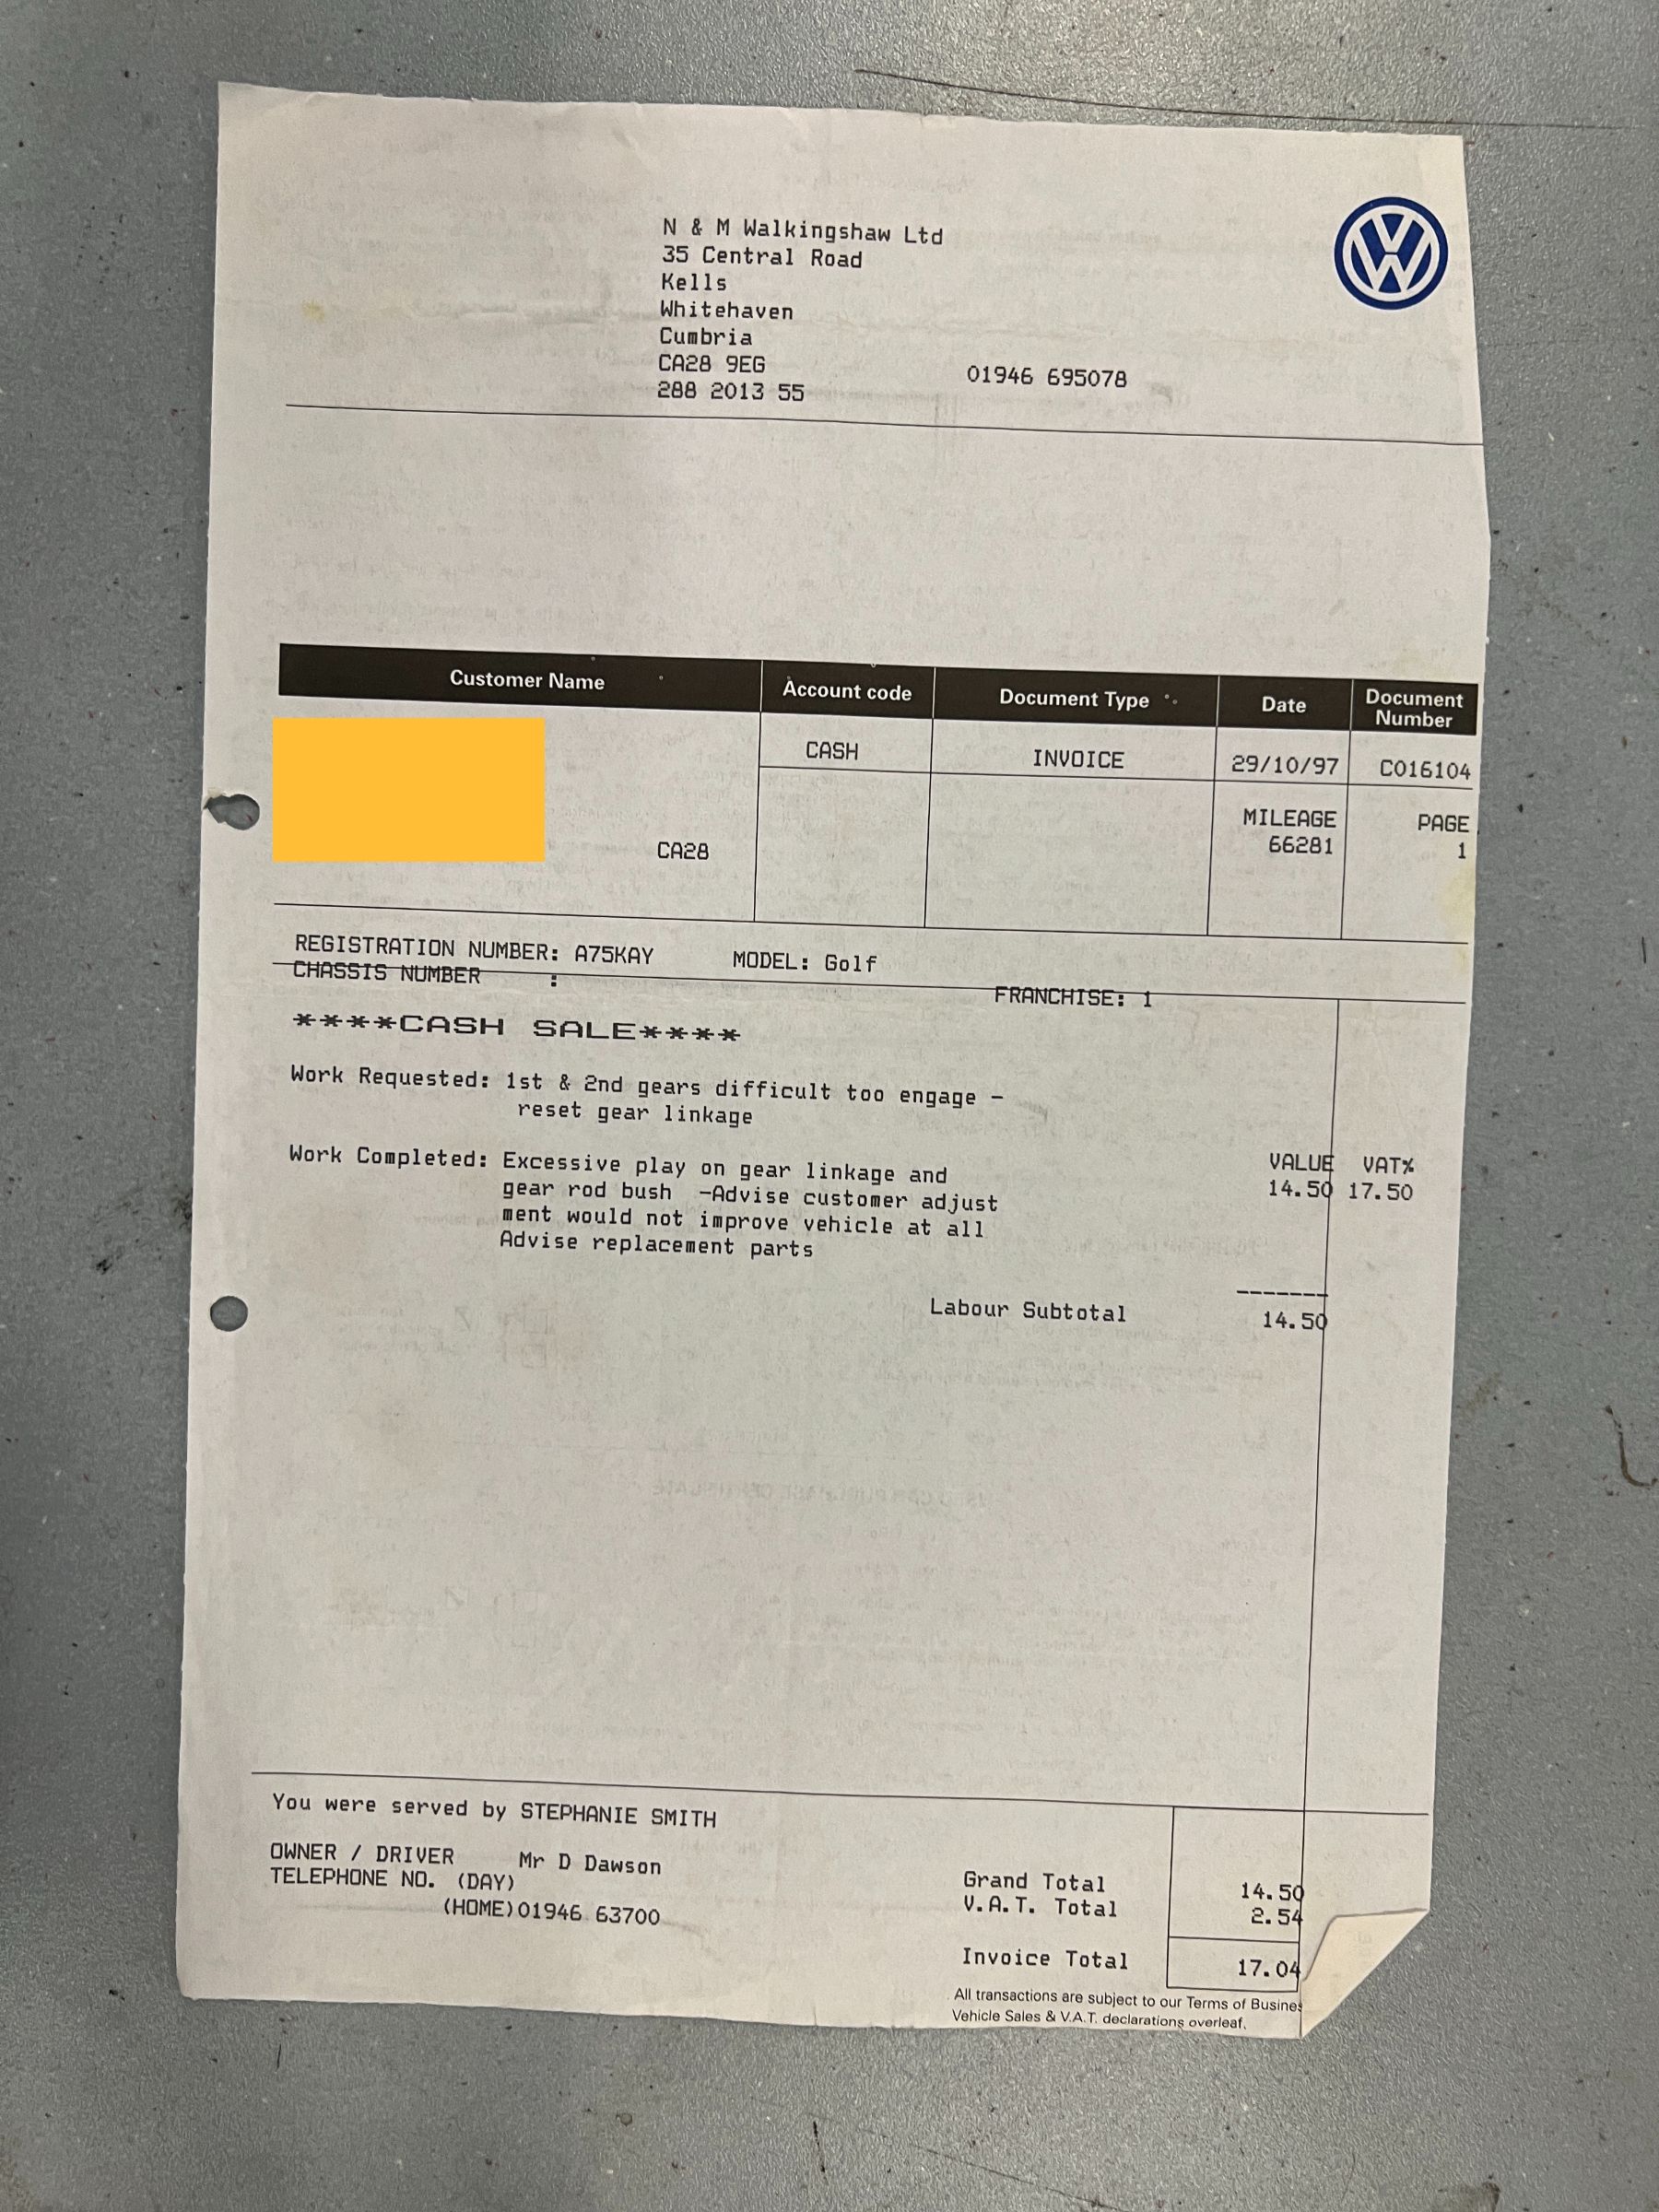 N & M Walkingshaw Ltd
35 Central Road
Kells
Whitehaven
Cumbria
CA28 9EG 01946 695078
288 2013 55
Customer Name Account code Document Type Date Document Number
CASH INVOICE 29/10/97 C016104
MILEAGE PAGE
CA28 66281 1
REGISTRATION NUMBER: A75KAY MODEL: Golf
CHASSIS NUMBER : FRANCHISE: 1
****CASH SALE****
Work Requested: 1st & 2nd gears difficult too engage -
reset gear linkage
Work Completed: Excessive play on gear linkage and VALUE VAT%
gear rod bush -Advise customer adjust 14.50 17.50
ment would not improve vehicle at all
Advise replacement parts
-------
Labour Subtotal 14.50
You were served by STEPHANIE SMITH
OWNER / DRIVER Mr D Dawson
TELEPHONE NO. (DAY)
(HOME)01946 63700
Grand Total 14.50
V.A.T. Total 2.54
Invoice Total 17.04
All transactions are subject to our Terms of
Vehicle Sales & V.A.T. declarations overleaf.